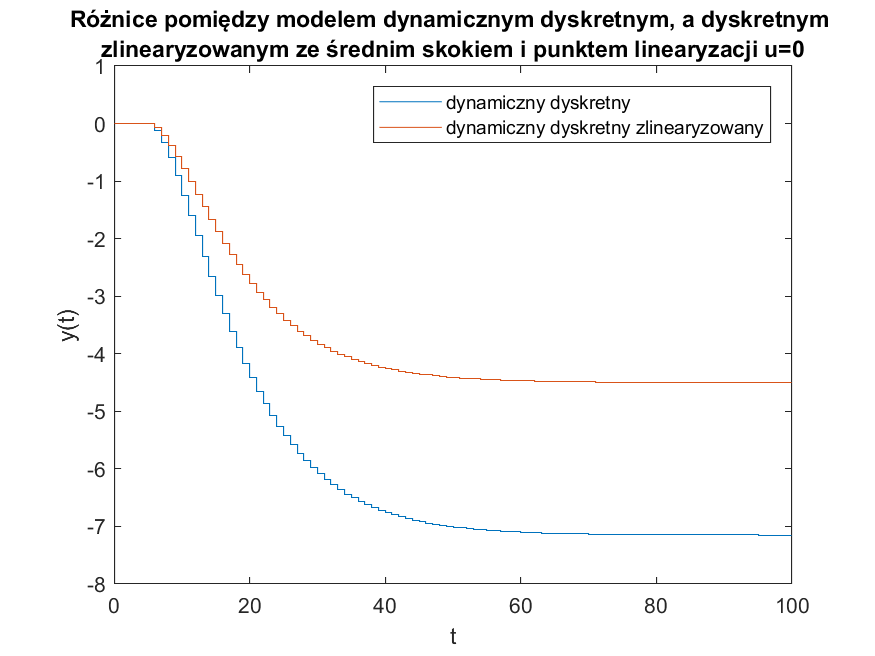 Różnice pomiędzy modelem dynamicznym dyskretnym, a dyskretnym
zlinearyzowanym ze średnim skokiem i punktem linearyzacji u=0
dynamiczny dyskretny
dynamiczny dyskretny zlinearyzowany
1
0
-1
-2
-3
-4
-5
-6
-7
-8
y(t)
0 20 40 60 80 100
t